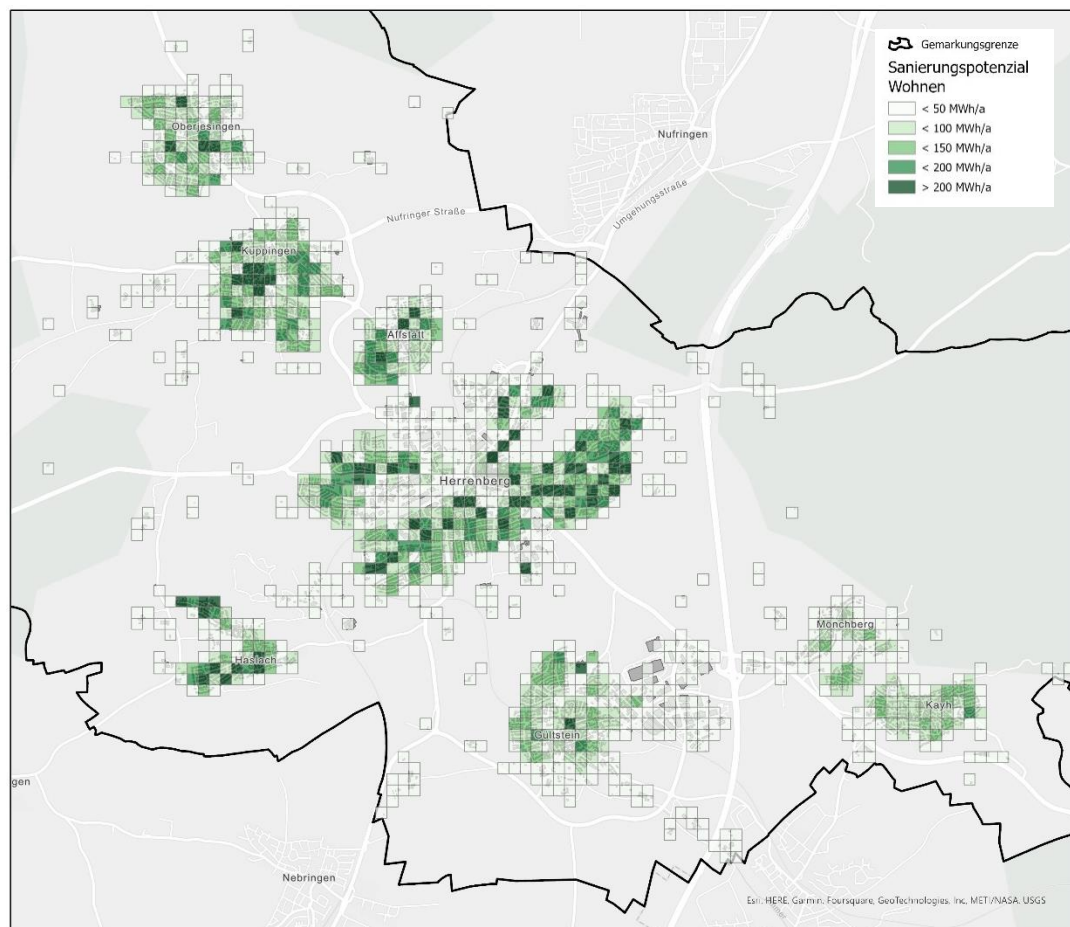 Gemarkungsgrenze
Sanierungspotenzial
Wohnen
< 50 MWh/a
< 100 MWh/a
< 150 MWh/a
< 200 MWh/a
> 200 MWh/a
Oberjesingen
Nufringen
Umgehungsstraße
Nufringer Straße
Kuppingen
Affstätt
Herrenberg
Mönchberg
Haslach
Kayh
Gültstein
gen
Nebringen
Esri, HERE, Garmin, Foursquare, GeoTechnologies, Inc, METI/NASA, USGS